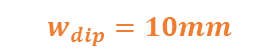 w_dip = 10mm